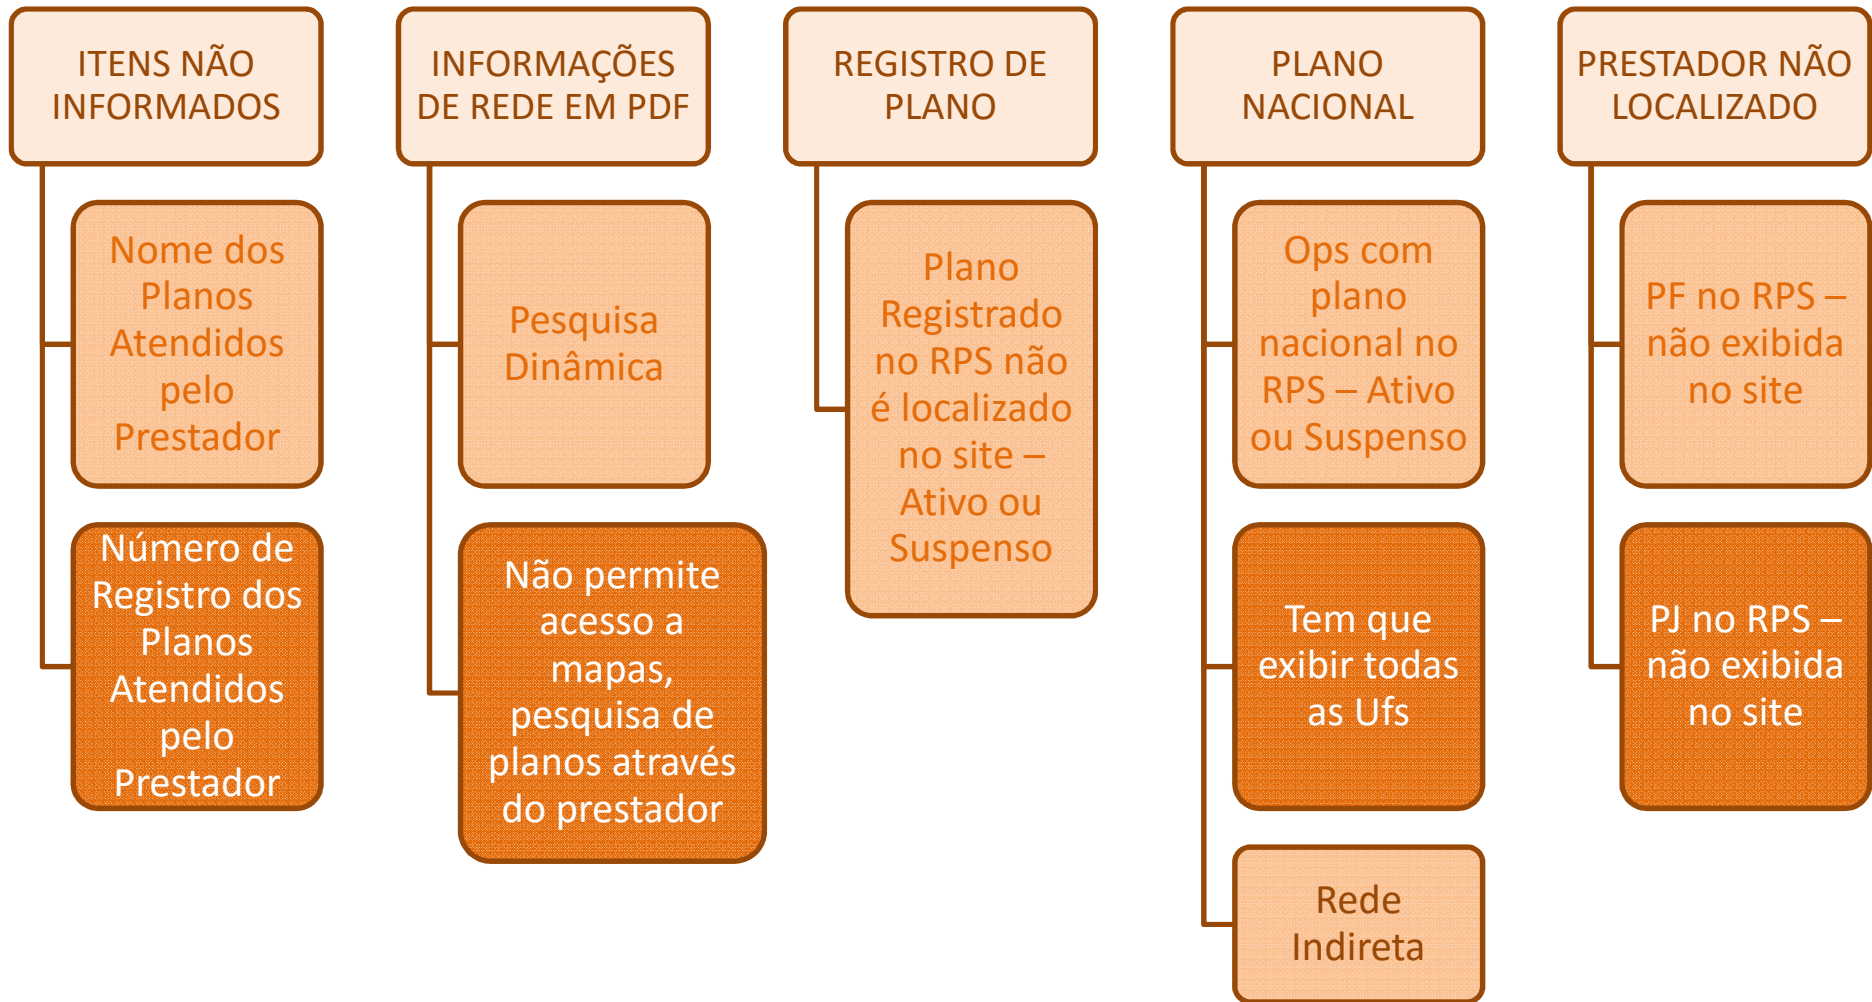 ITENS NÃO
INFORMADOS
Nome dos
Planos
Atendidos
pelo
Prestador
Número de
Registro dos
Planos
Atendidos
pelo
Prestador
INFORMAÇÕES
DE REDE EM PDF
Pesquisa
Dinâmica
Não permite
acesso a
mapas,
pesquisa de
planos através
do prestador
REGISTRO DE
PLANO
Plano
Registrado
no RPS não
é localizado
no site –
Ativo ou
Suspenso
PLANO
NACIONAL
Ops com
plano
nacional no
RPS – Ativo
ou Suspenso
Tem que
exibir todas
as Ufs
Rede
Indireta
PRESTADOR NÃO
LOCALIZADO
PF no RPS –
não exibida
no site
PJ no RPS –
não exibida
no site